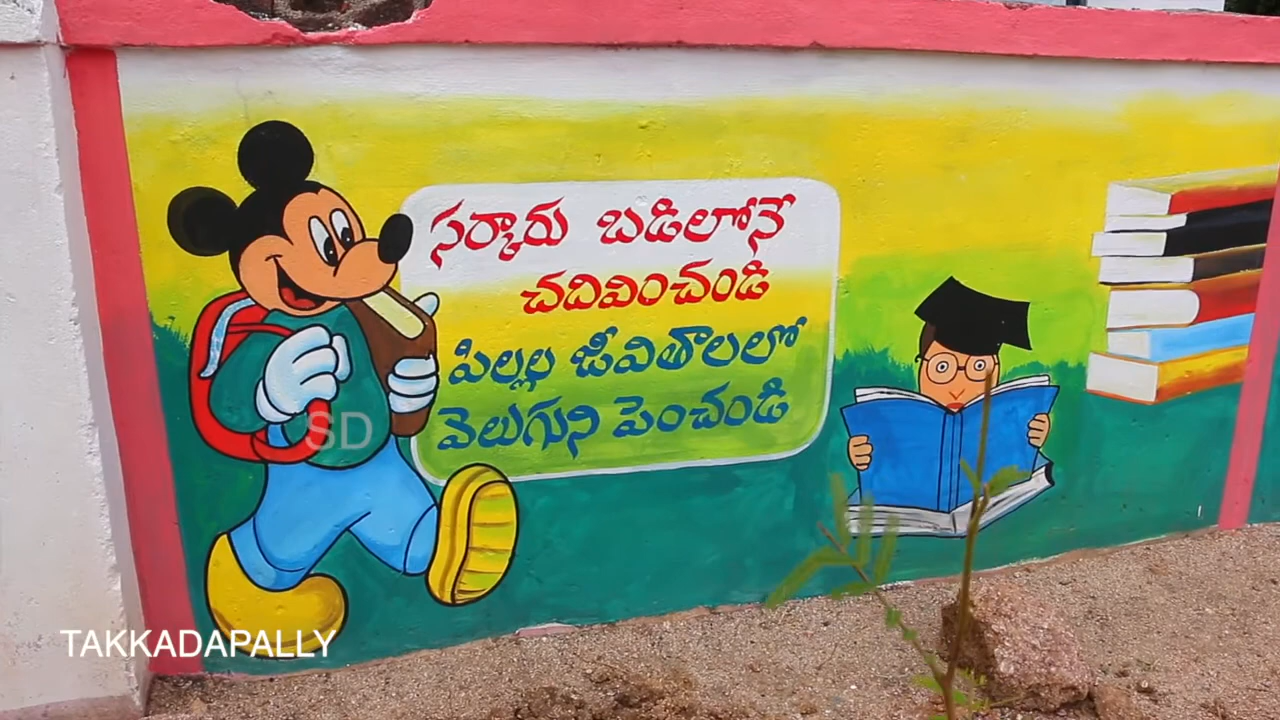 సర్కారు బడిలోనే
చదివించండి
పిల్లల జీవితాలలో
వెలుగుని పెంచండి
SD
TAKKADAPALLY